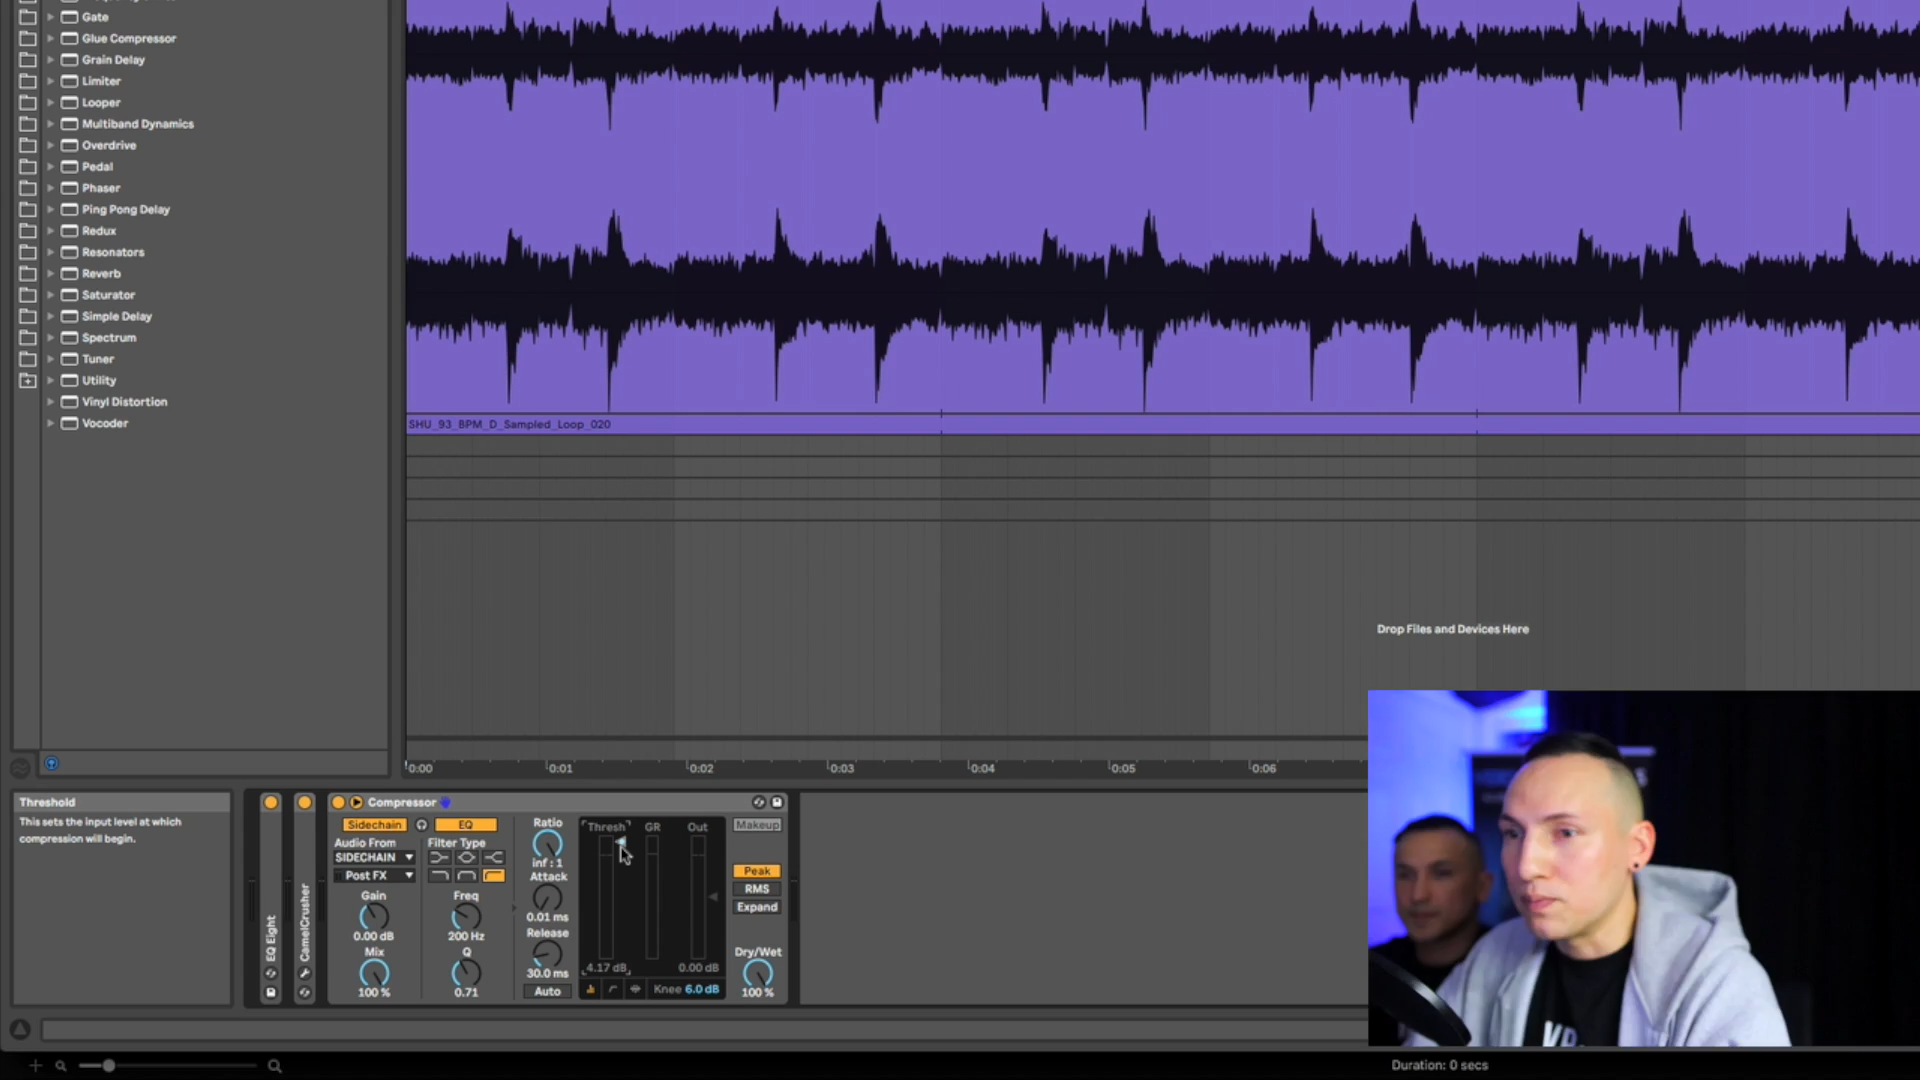 Gate
Glue Compressor
Grain Delay
Limiter
Looper
Multiband Dynamics
Overdrive
Pedal
Phaser
Ping Pong Delay
Redux
Resonators
Reverb
Saturator
Simple Delay
Spectrum
Tuner
Utility
Vinyl Distortion
Vocoder
SHU_93_BPM_D_Sampled_Loop_020
Drop Files and Devices Here
0:00 0:01 0:02 0:03 0:04 0:05 0:06
Threshold
This sets the input level at which
compression will begin.
EQ Eight
CamelCrusher
Compressor
Sidechain EQ
Audio From Filter Type
SIDECHAIN
Post FX
Gain Freq
0.00 dB 200 Hz
Mix Q
100 % 0.71
Ratio
inf : 1
Attack
0.01 ms
Release
30.0 ms
Auto
Thresh GR Out
4.17 dB 0.00 dB
Knee 6.0 dB
Makeup
Peak
RMS
Expand
Dry/Wet
100 %
Duration: 0 secs